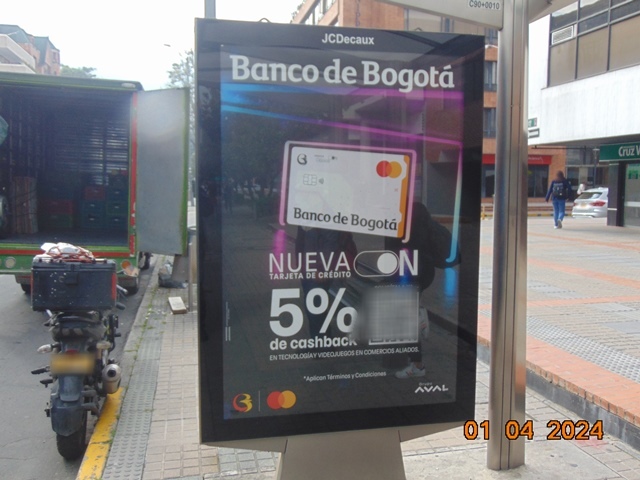 C90+0010
JCDecaux
Banco de Bogotá
Banco de Bogotá
NUEVA ON
TARJETA DE CRÉDITO
5%
de cashback
EN TECNOLOGÍA Y VIDEOJUEGOS EN COMERCIOS ALIADOS.
*Aplican Términos y Condiciones
Grupo
AVAL
Cruz V
01 04 2024